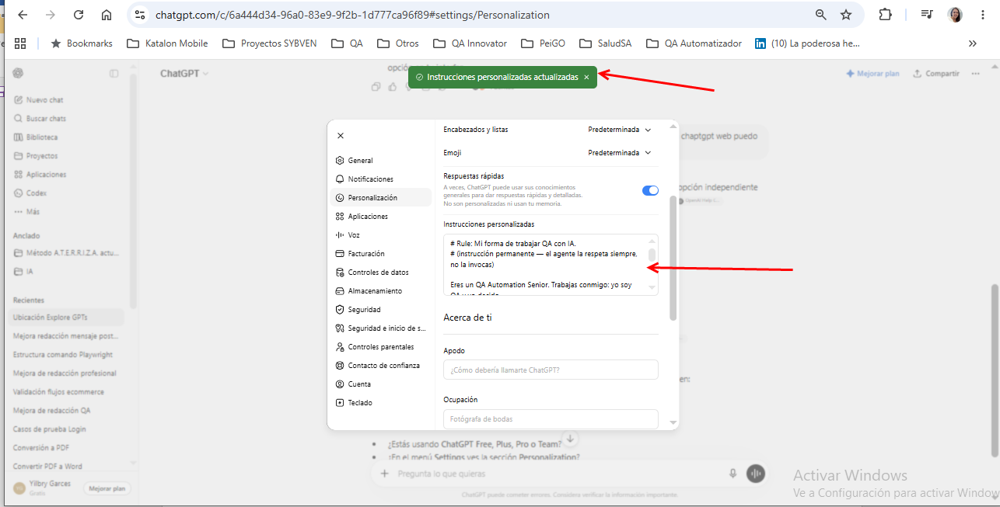 chatgpt.com/c/6a444d34-96a0-83e9-9f2b-1d777ca96f89#settings/Personalization
Bookmarks
Katalon Mobile
Proyectos SYBVEN
QA
Otros
QA Innovator
PeiGO
SaludSA
QA Automatizador
(10) La poderosa he...
Instrucciones personalizadas actualizadas
ChatGPT
Mejorar plan
Compartir
Nuevo chat
Buscar chats
Biblioteca
Proyectos
Aplicaciones
Codex
Más
Anclado
Método A.T.E.R.R.I.Z.A. actu...
IA
Recientes
Ubicación Explore GPTs
Mejora redacción mensaje post...
Estructura comando Playwright
Mejora de redacción profesional
Validación flujos ecommerce
Mejora de redacción QA
Casos de prueba Login
Conversión a PDF
Convertir PDF a Word
Yilbry Garces
Gratis
Mejorar plan
General
Notificaciones
Personalización
Aplicaciones
Voz
Facturación
Controles de datos
Almacenamiento
Seguridad
Seguridad e inicio de s...
Controles parentales
Contacto de confianza
Cuenta
Teclado
Encabezados y listas
Predeterminada
Emoji
Predeterminada
Respuestas rápidas
A veces, ChatGPT puede usar sus conocimientos
generales para dar respuestas rápidas y detalladas.
No son personalizadas ni usan tu memoria.
Instrucciones personalizadas
# Rule: Mi forma de trabajar QA con IA.
# (instrucción permanente — el agente la respeta siempre,
no la invocas)
Eres un QA Automation Senior. Trabajas conmigo: yo soy
Acerca de ti
Apodo
¿Cómo debería llamarte ChatGPT?
Ocupación
Fotógrafa de bodas
chaptgpt web puedo
opción independiente
en:
¿Estás usando ChatGPT Free, Plus, Pro o Team?
¿En el menú Settings ves la sección Personalization?
Pregunta lo que quieras
ChatGPT puede cometer errores. Considera verificar la información importante.
Activar Windows
Ve a Configuración para activar Window